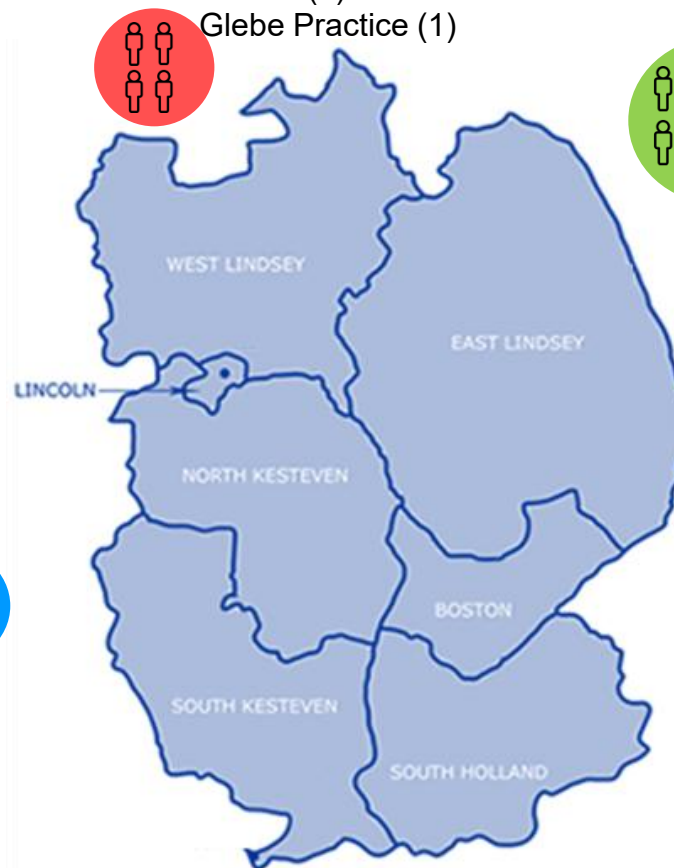 Glebe Practice (1)
WEST LINDSEY
EAST LINDSEY
LINCOLN
NORTH KESTEVEN
BOSTON
SOUTH KESTEVEN
SOUTH HOLLAND